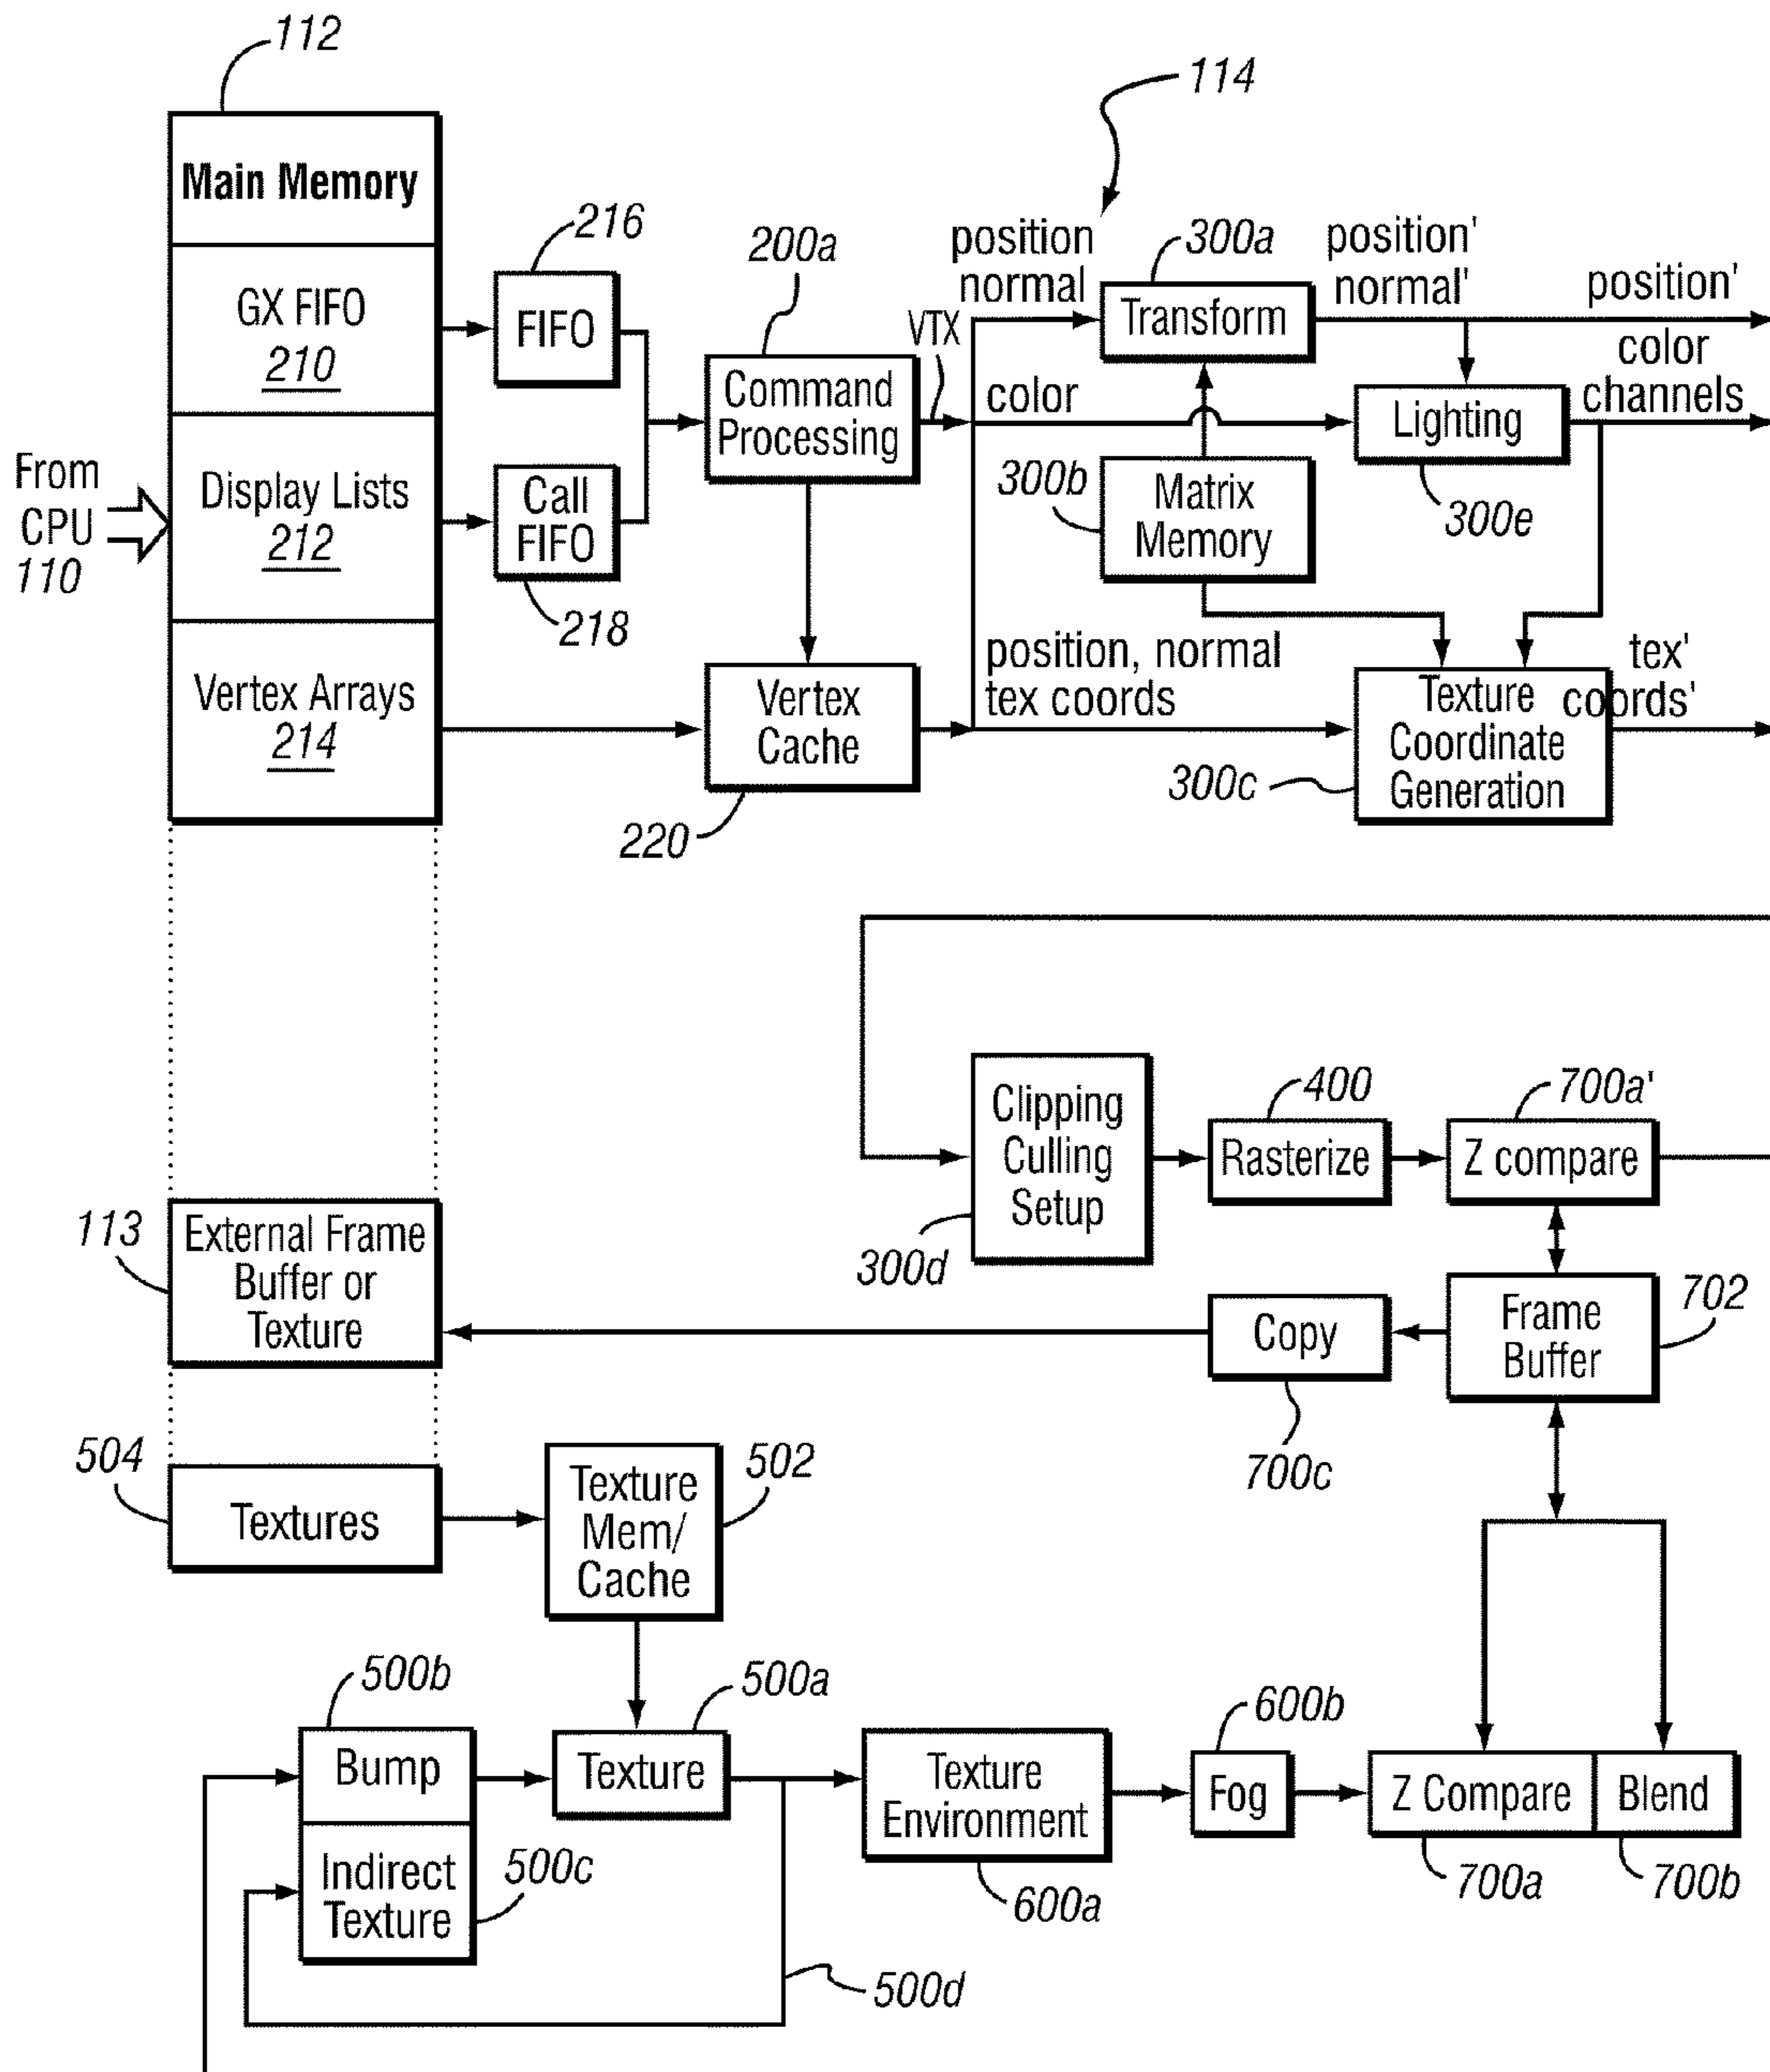 112
114
Main Memory
GX FIFO
210
Display Lists
212
Vertex Arrays
214
From
CPU
110
216
FIFO
Call
FIFO
218
200a
Command
Processing
VTX
Vertex
Cache
220
position
normal
300a
Transform
position'
normal'
position'
color
color
channels
Lighting
300e
300b
Matrix
Memory
position, normal
tex coords
Texture
Coordinate
Generation
300c
tex'
coords'
Clipping
Culling
Setup
300d
400
Rasterize
700a'
Z compare
113
External Frame
Buffer or
Texture
Copy
700c
Frame
Buffer
702
504
Textures
Texture
Mem/
Cache
502
500b
Bump
Indirect
Texture
500c
500a
Texture
500d
Texture
Environment
600a
600b
Fog
Z Compare
700a
Blend
700b